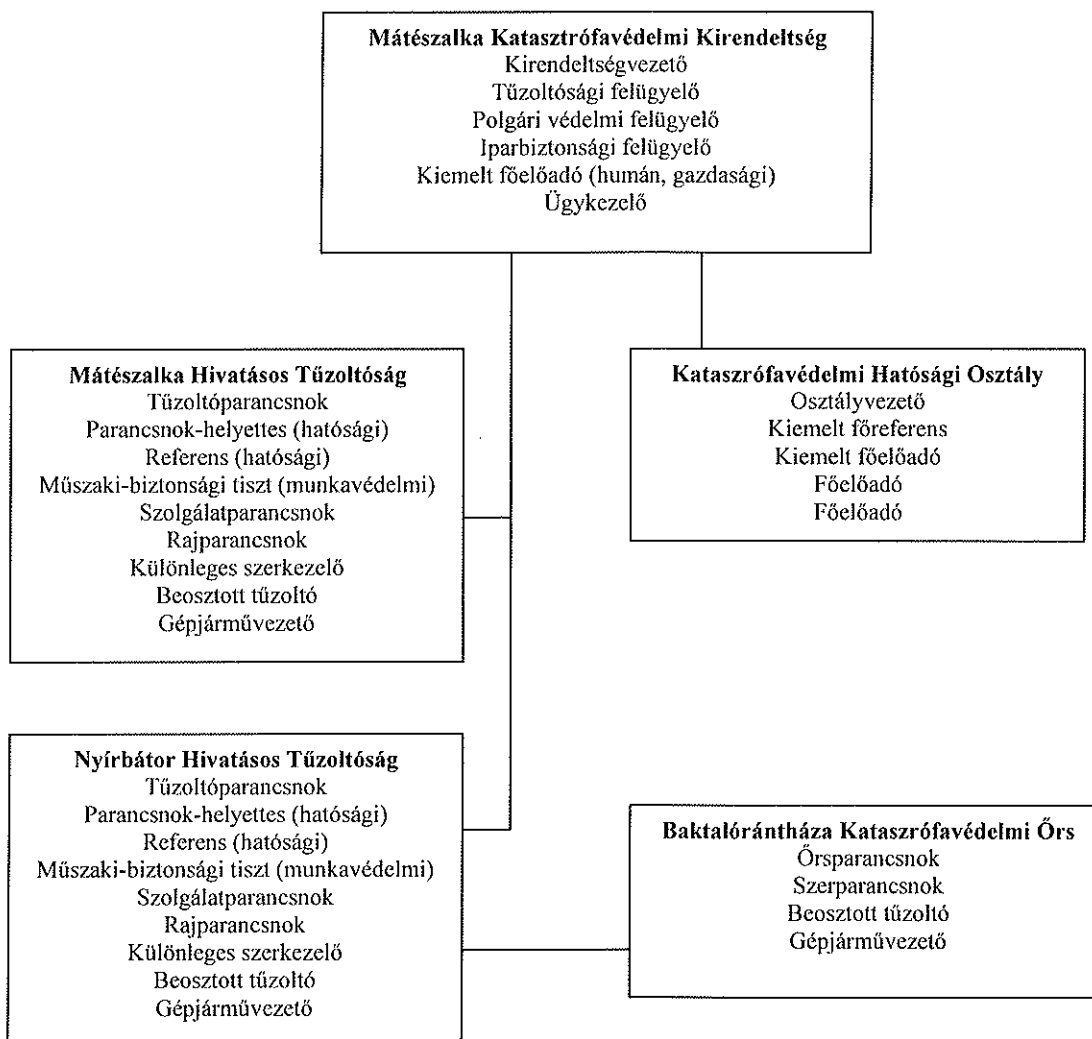 Mátészalka Katasztrófavédelmi Kirendeltség
Kirendeltségvezető
Tűzoltósági felügyelő
Polgári védelmi felügyelő
Iparbiztonsági felügyelő
Kiemelt főelőadó (humán, gazdasági)
Ügykezelő
Mátészalka Hivatásos Tűzoltóság
Tűzoltóparancsnok
Parancsnok-helyettes (hatósági)
Referens (hatósági)
Műszaki-biztonsági tiszt (munkavédelmi)
Szolgálatparancsnok
Rajparancsnok
Különleges szerkezelő
Beosztott tűzoltó
Gépjárművezető
Kataszrófavédelmi Hatósági Osztály
Osztályvezető
Kiemelt főreferens
Kiemelt főelőadó
Főelőadó
Főelőadó
Nyírbátor Hivatásos Tűzoltóság
Tűzoltóparancsnok
Parancsnok-helyettes (hatósági)
Referens (hatósági)
Műszaki-biztonsági tiszt (munkavédelmi)
Szolgálatparancsnok
Rajparancsnok
Különleges szerkezelő
Beosztott tűzoltó
Gépjárművezető
Baktalórántháza Kataszrófavédelmi Őrs
Őrsparancsnok
Szerparancsnok
Beosztott tűzoltó
Gépjárművezető